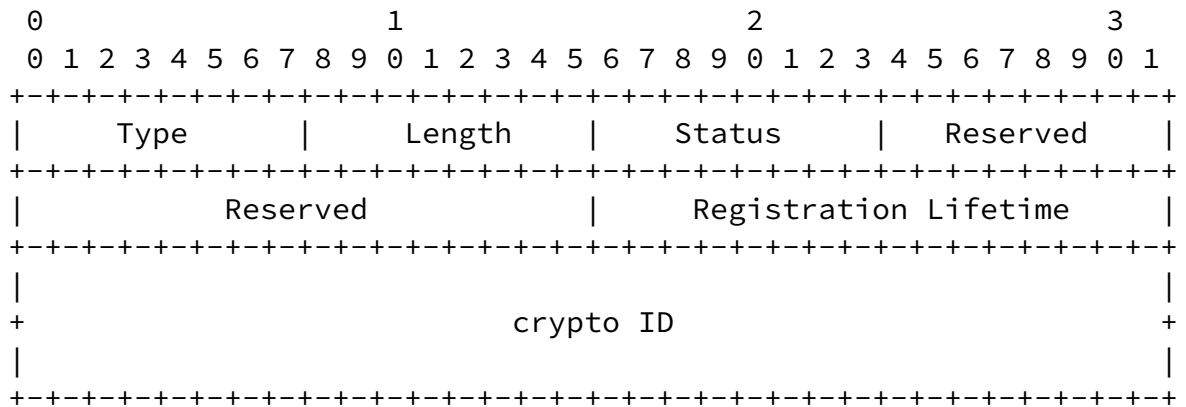 0                   1                   2                   3
 0 1 2 3 4 5 6 7 8 9 0 1 2 3 4 5 6 7 8 9 0 1 2 3 4 5 6 7 8 9 0 1
+-+-+-+-+-+-+-+-+-+-+-+-+-+-+-+-+-+-+-+-+-+-+-+-+-+-+-+-+-+-+-+-+
|     Type      |     Length    |    Status     |   Reserved    |
+-+-+-+-+-+-+-+-+-+-+-+-+-+-+-+-+-+-+-+-+-+-+-+-+-+-+-+-+-+-+-+-+
|           Reserved            |     Registration Lifetime     |
+-+-+-+-+-+-+-+-+-+-+-+-+-+-+-+-+-+-+-+-+-+-+-+-+-+-+-+-+-+-+-+-+
|                                                               |
+                           crypto ID                           +
|                                                               |
+-+-+-+-+-+-+-+-+-+-+-+-+-+-+-+-+-+-+-+-+-+-+-+-+-+-+-+-+-+-+-+-+